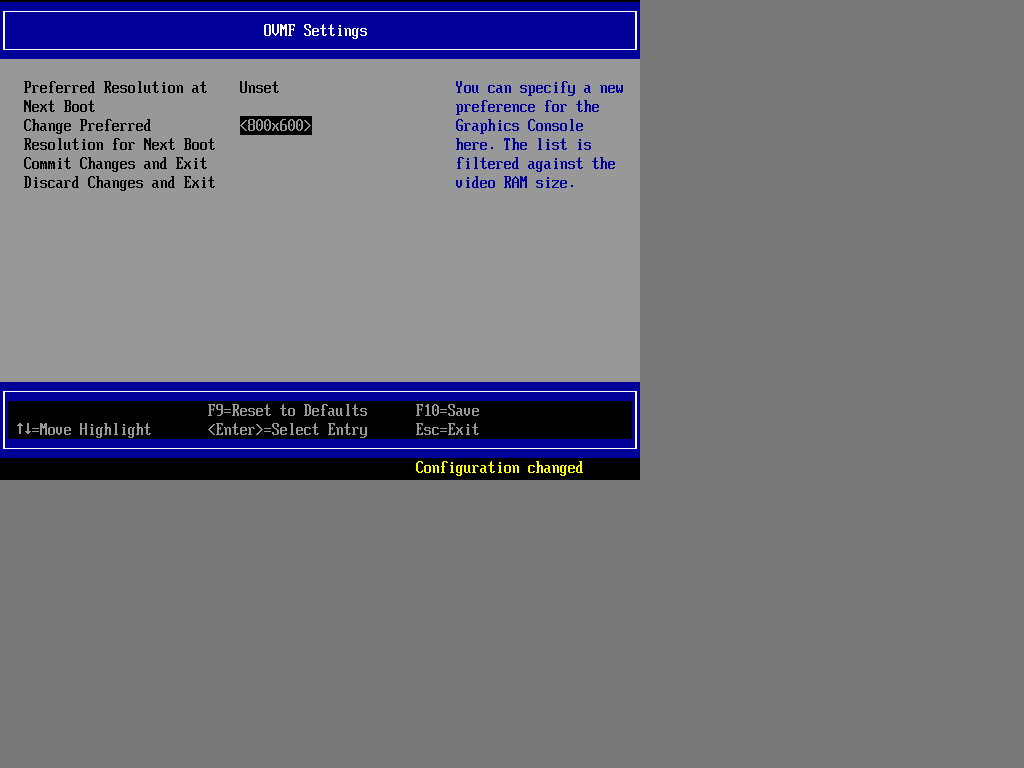 OVMF Settings
Preferred Resolution at Unset You can specify a new
Next Boot preference for the
Change Preferred <800x600> Graphics Console
Resolution for Next Boot here. The list is
Commit Changes and Exit filtered against the
Discard Changes and Exit video RAM size.
F9=Reset to Defaults F10=Save
↑↓=Move Highlight <Enter>=Select Entry Esc=Exit
Configuration changed